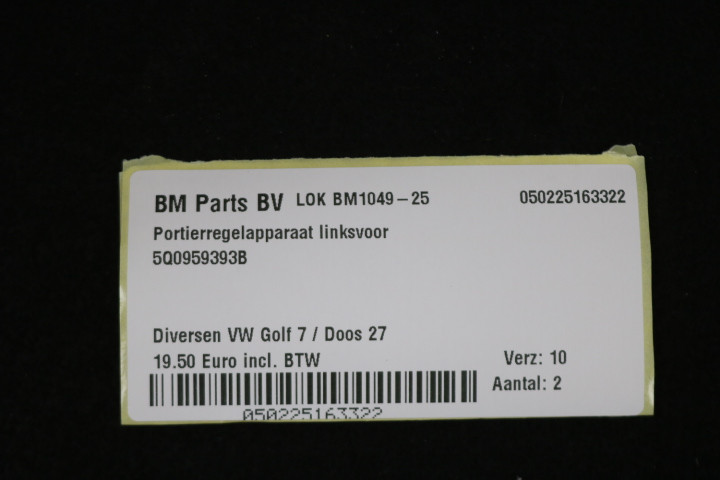 BM Parts BV LOK BM1049-25 050225163322
Portierregelapparaat linksvoor
5Q0959393B
Diversen VW Golf 7 / Doos 27
19.50 Euro incl. BTW Verz: 10
Aantal: 2
050225163322